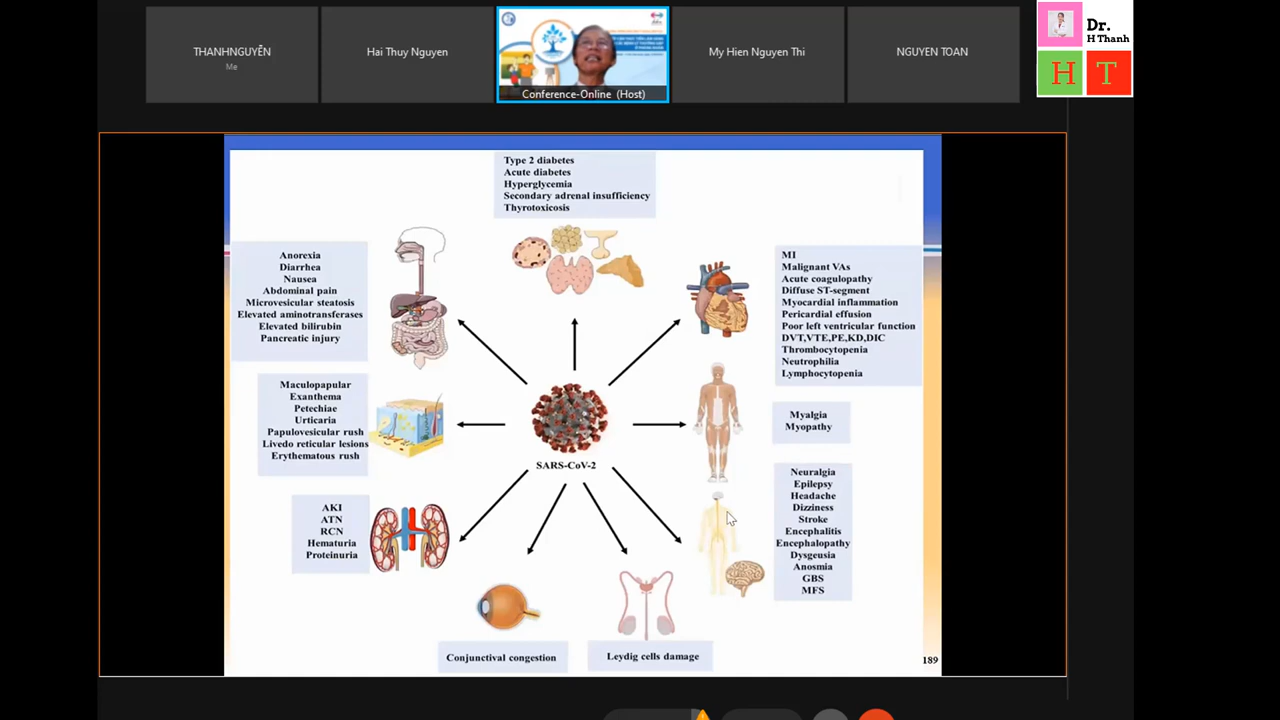 THANHNGUYỄN
Me
Hai Thuy Nguyen
Conference-Online (Host)
My Hien Nguyen Thi
NGUYEN TOAN
Dr.
H Thanh
H T
Type 2 diabetes
Acute diabetes
Hyperglycemia
Secondary adrenal insufficiency
Thyrotoxicosis
Anorexia
Diarrhea
Nausea
Abdominal pain
Microvesicular steatosis
Elevated aminotransferases
Elevated bilirubin
Pancreatic injury
MI
Malignant VAs
Acute coagulopathy
Diffuse ST-segment
Myocardial inflammation
Pericardial effusion
Poor left ventricular function
DVT,VTE,PE,KD,DIC
Thrombocytopenia
Neutrophilia
Lymphocytopenia
Maculopapular
Exanthema
Petechiae
Urticaria
Papulovesicular rush
Livedo reticular lesions
Erythematous rush
Myalgia
Myopathy
SARS-CoV-2
AKI
ATN
RCN
Hematuria
Proteinuria
Neuralgia
Epilepsy
Headache
Dizziness
Stroke
Encephalitis
Encephalopathy
Dysgeusia
Anosmia
GBS
MFS
Conjunctival congestion
Leydig cells damage
189